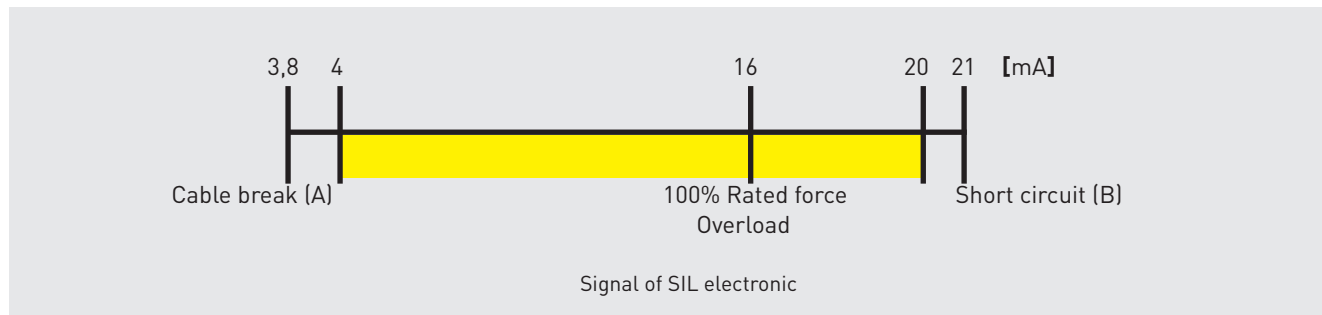 3,8 4 16 20 21 [mA]
Cable break (A) 100% Rated force Short circuit (B)
Overload
Signal of SIL electronic